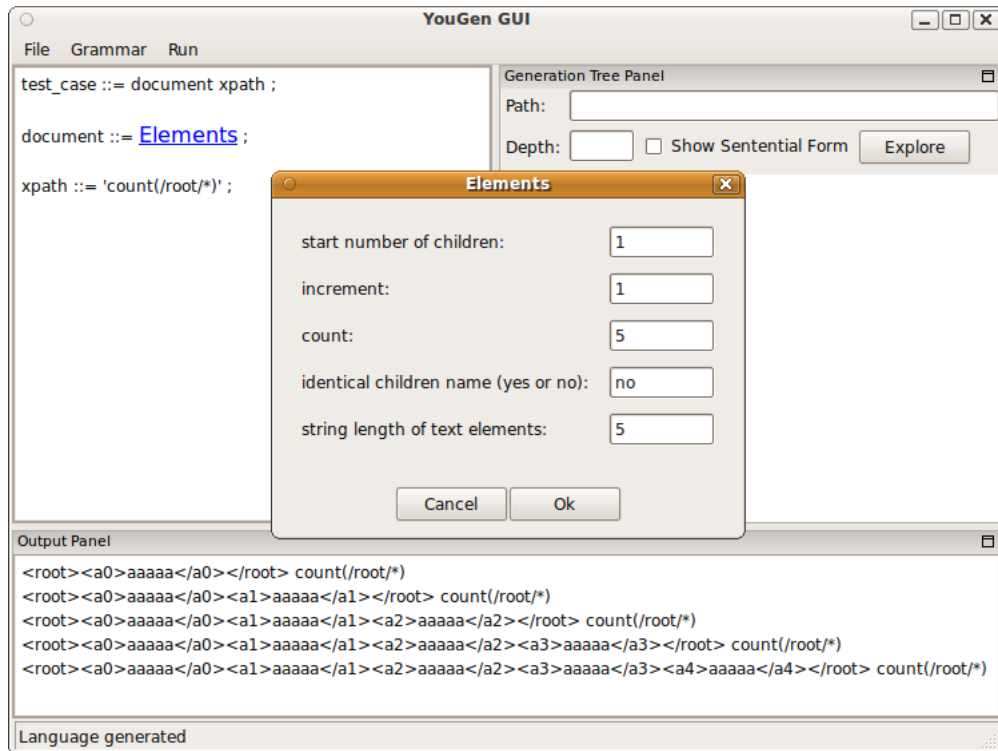 YouGen GUI
File Grammar Run
test_case ::= document xpath ;
document ::= Elements ;
xpath ::= 'count(/root/*)' ;
Generation Tree Panel
Path:
Depth: Show Sentential Form Explore
Elements
start number of children: 1
increment: 1
count: 5
identical children name (yes or no): no
string length of text elements: 5
Cancel Ok
Output Panel
<root><a0>aaaaa</a0></root> count(/root/*)
<root><a0>aaaaa</a0><a1>aaaaa</a1></root> count(/root/*)
<root><a0>aaaaa</a0><a1>aaaaa</a1><a2>aaaaa</a2></root> count(/root/*)
<root><a0>aaaaa</a0><a1>aaaaa</a1><a2>aaaaa</a2><a3>aaaaa</a3></root> count(/root/*)
<root><a0>aaaaa</a0><a1>aaaaa</a1><a2>aaaaa</a2><a3>aaaaa</a3><a4>aaaaa</a4></root> count(/root/*)
Language generated